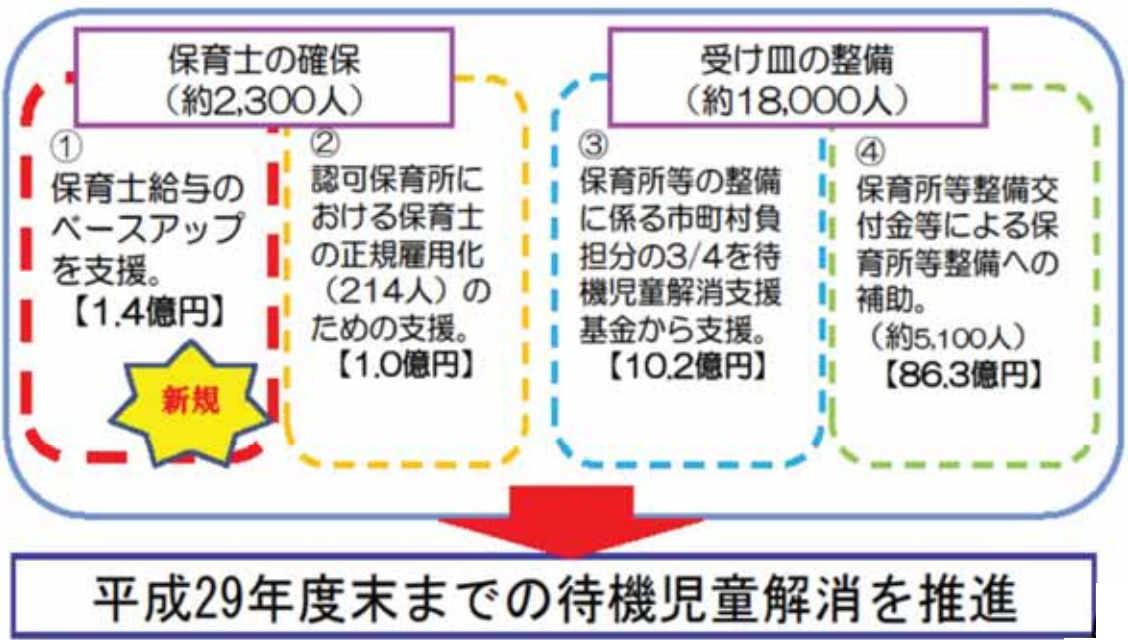 保育士の確保
（約2,300人）
受け皿の整備
（約18,000人）
①
保育士給与の
ベースアップ
を支援。
【1.4億円】
新規
②
認可保育所に
おける保育士
の正規雇用化
（214人）の
ための支援。
【1.0億円】
③
保育所等の整備
に係る市町村負
担分の3/4を待
機児童解消支援
基金から支援。
【10.2億円】
④
保育所等整備交
付金等による保
育所等整備への
補助。
（約5,100人）
【86.3億円】
平成29年度末までの待機児童解消を推進